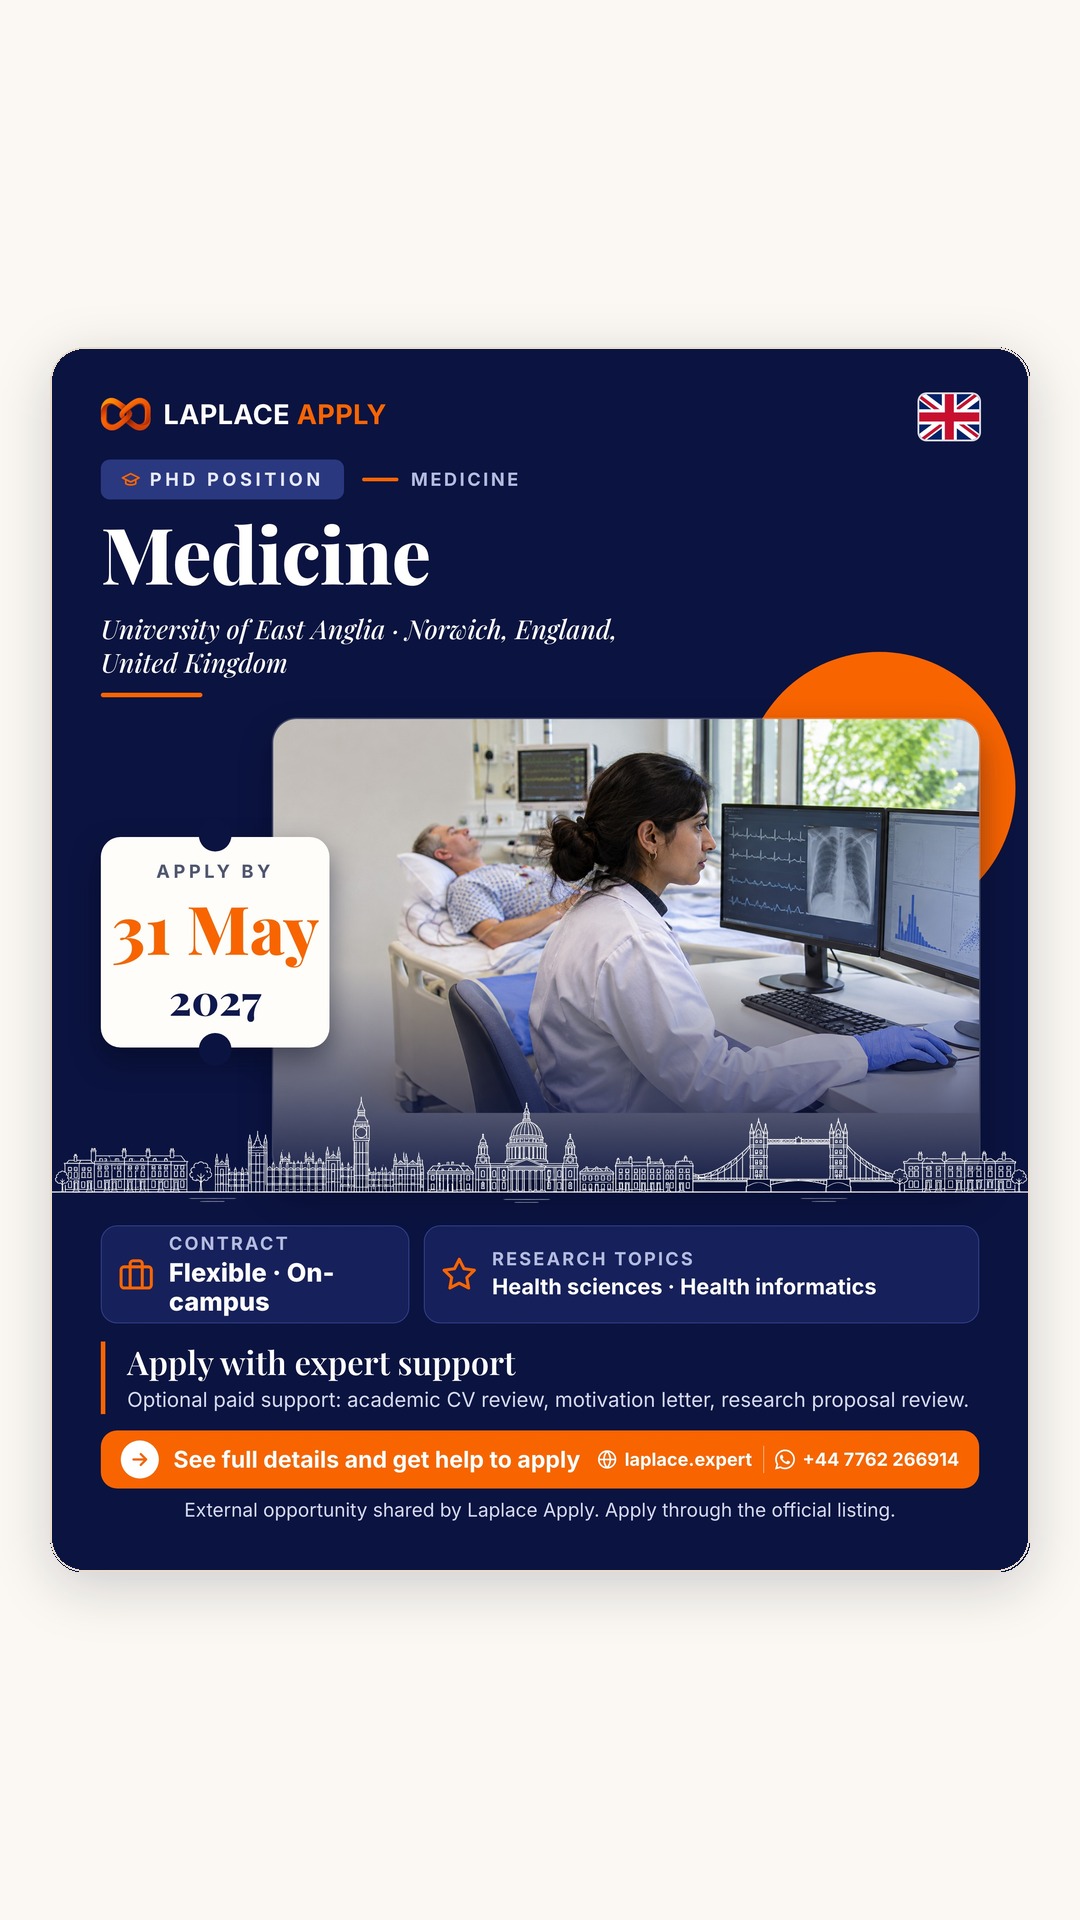 LAPLACE APPLY
PHD POSITION
MEDICINE
Medicine
University of East Anglia · Norwich, England,
United Kingdom
APPLY BY
31 May
2027
CONTRACT
Flexible · On-
campus
RESEARCH TOPICS
Health sciences · Health informatics
Apply with expert support
Optional paid support: academic CV review, motivation letter, research proposal review.
See full details and get help to apply
laplace.expert
+44 7762 266914
External opportunity shared by Laplace Apply. Apply through the official listing.